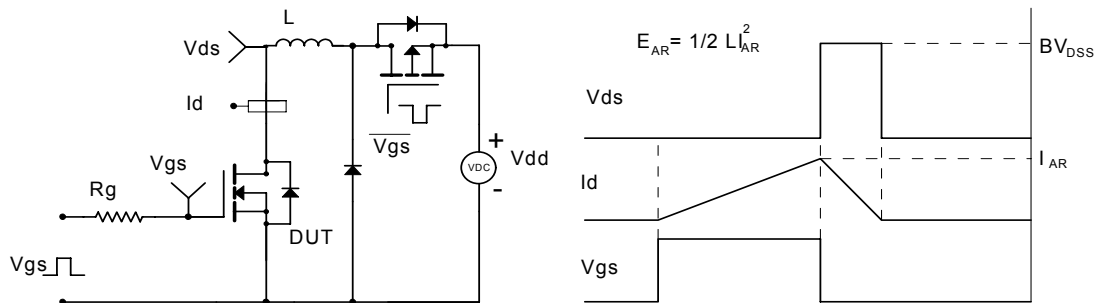 L
E_AR= 1/2 LI²_AR
Vds
BV_DSS
Id
Vds
Vgs
Vgs
+
VDC
Vdd
-
I_AR
Rg
Id
DUT
Vgs
Vgs